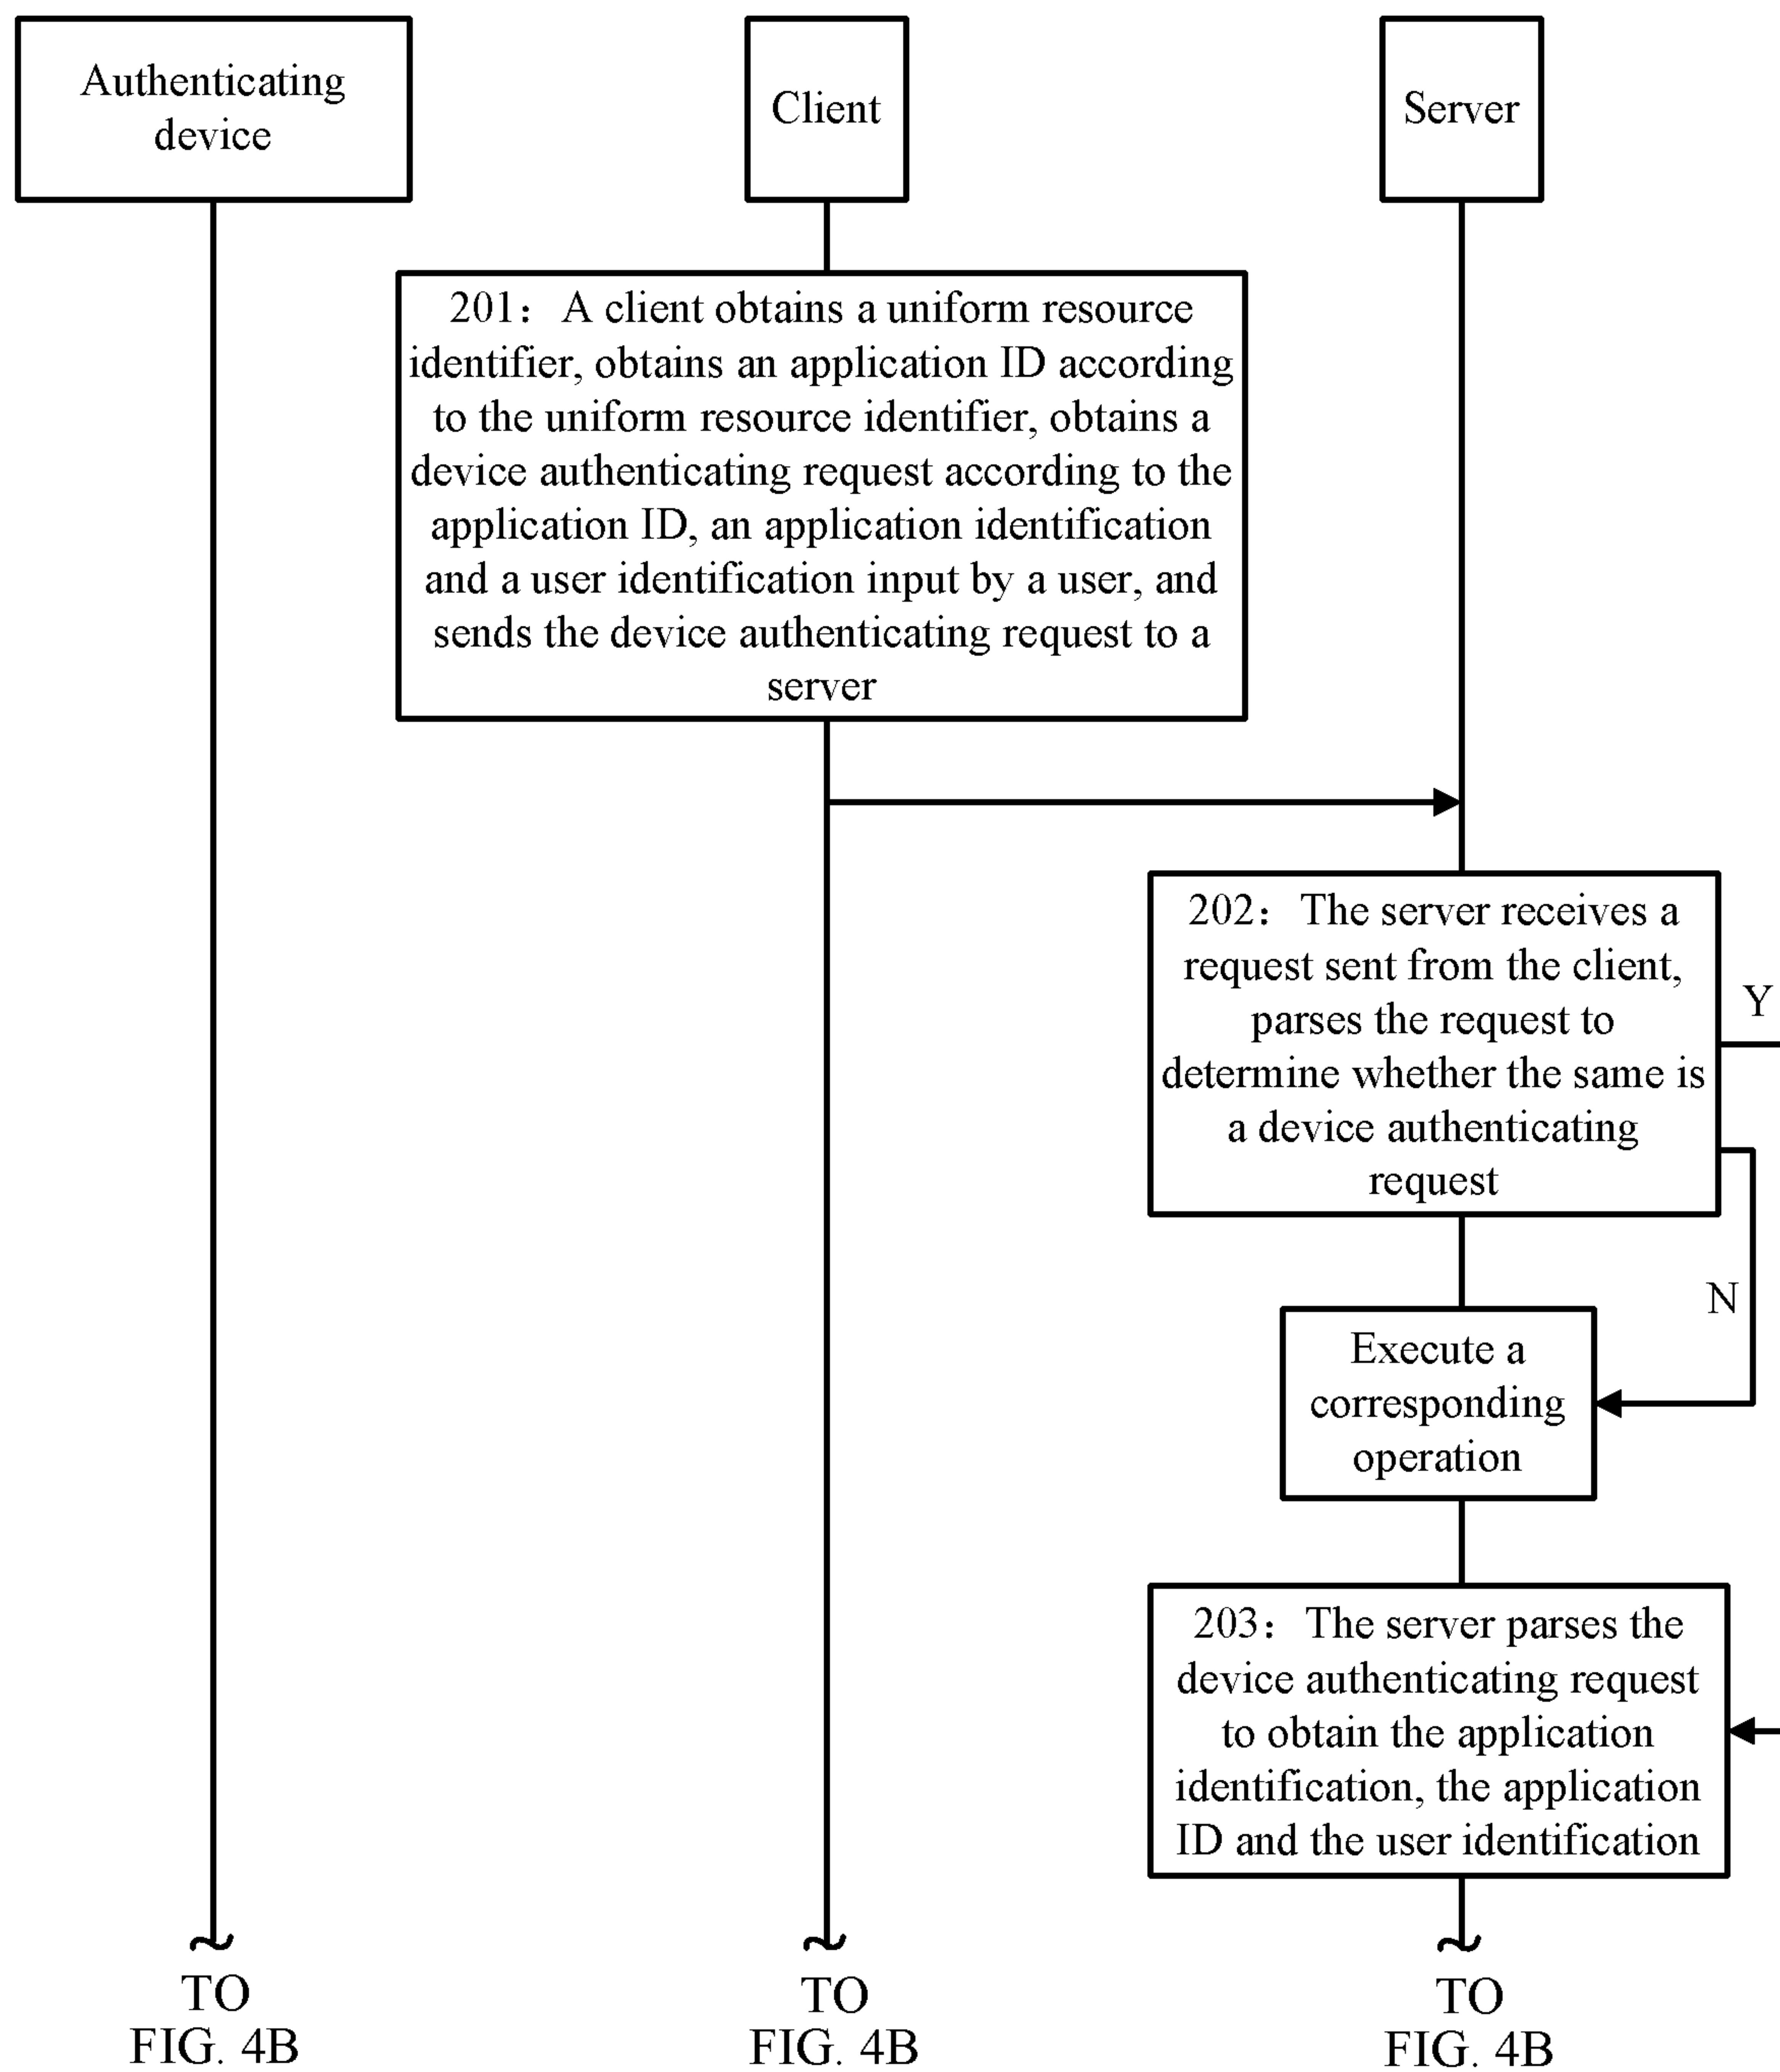 Authenticating
device
Client
Server
201： A client obtains a uniform resource
identifier, obtains an application ID according
to the uniform resource identifier, obtains a
device authenticating request according to the
application ID, an application identification
and a user identification input by a user, and
sends the device authenticating request to a
server
202： The server receives a
request sent from the client,
parses the request to
determine whether the same is
a device authenticating
request
Y
N
Execute a
corresponding
operation
203： The server parses the
device authenticating request
to obtain the application
identification, the application
ID and the user identification
TO
FIG. 4B
TO
FIG. 4B
TO
FIG. 4B